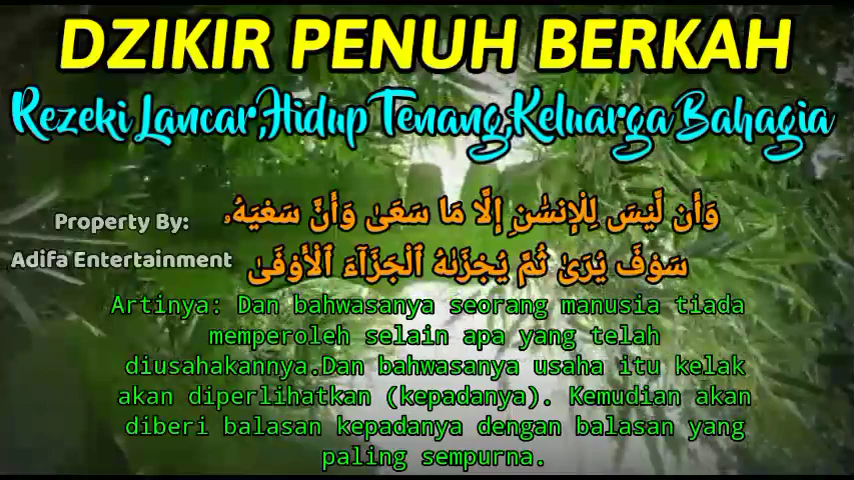 DZIKIR PENUH BERKAH
Rezeki Lancar,Hidup Tenang,Keluarga Bahagia
وَأَن لَّيْسَ لِلْإِنسَٰنِ إِلَّا مَا سَعَىٰ وَأَنَّ سَعْيَهُۥ
Property By:
سَوْفَ يُرَىٰ ثُمَّ يُجْزَىٰهُ ٱلْجَزَآءَ ٱلْأَوْفَىٰ
Adifa Entertainment
Artinya: Dan bahwasanya seorang manusia tiada
memperoleh selain apa yang telah
diusahakannya.Dan bahwasanya usaha itu kelak
akan diperlihatkan (kepadanya). Kemudian akan
diberi balasan kepadanya dengan balasan yang
paling sempurna.